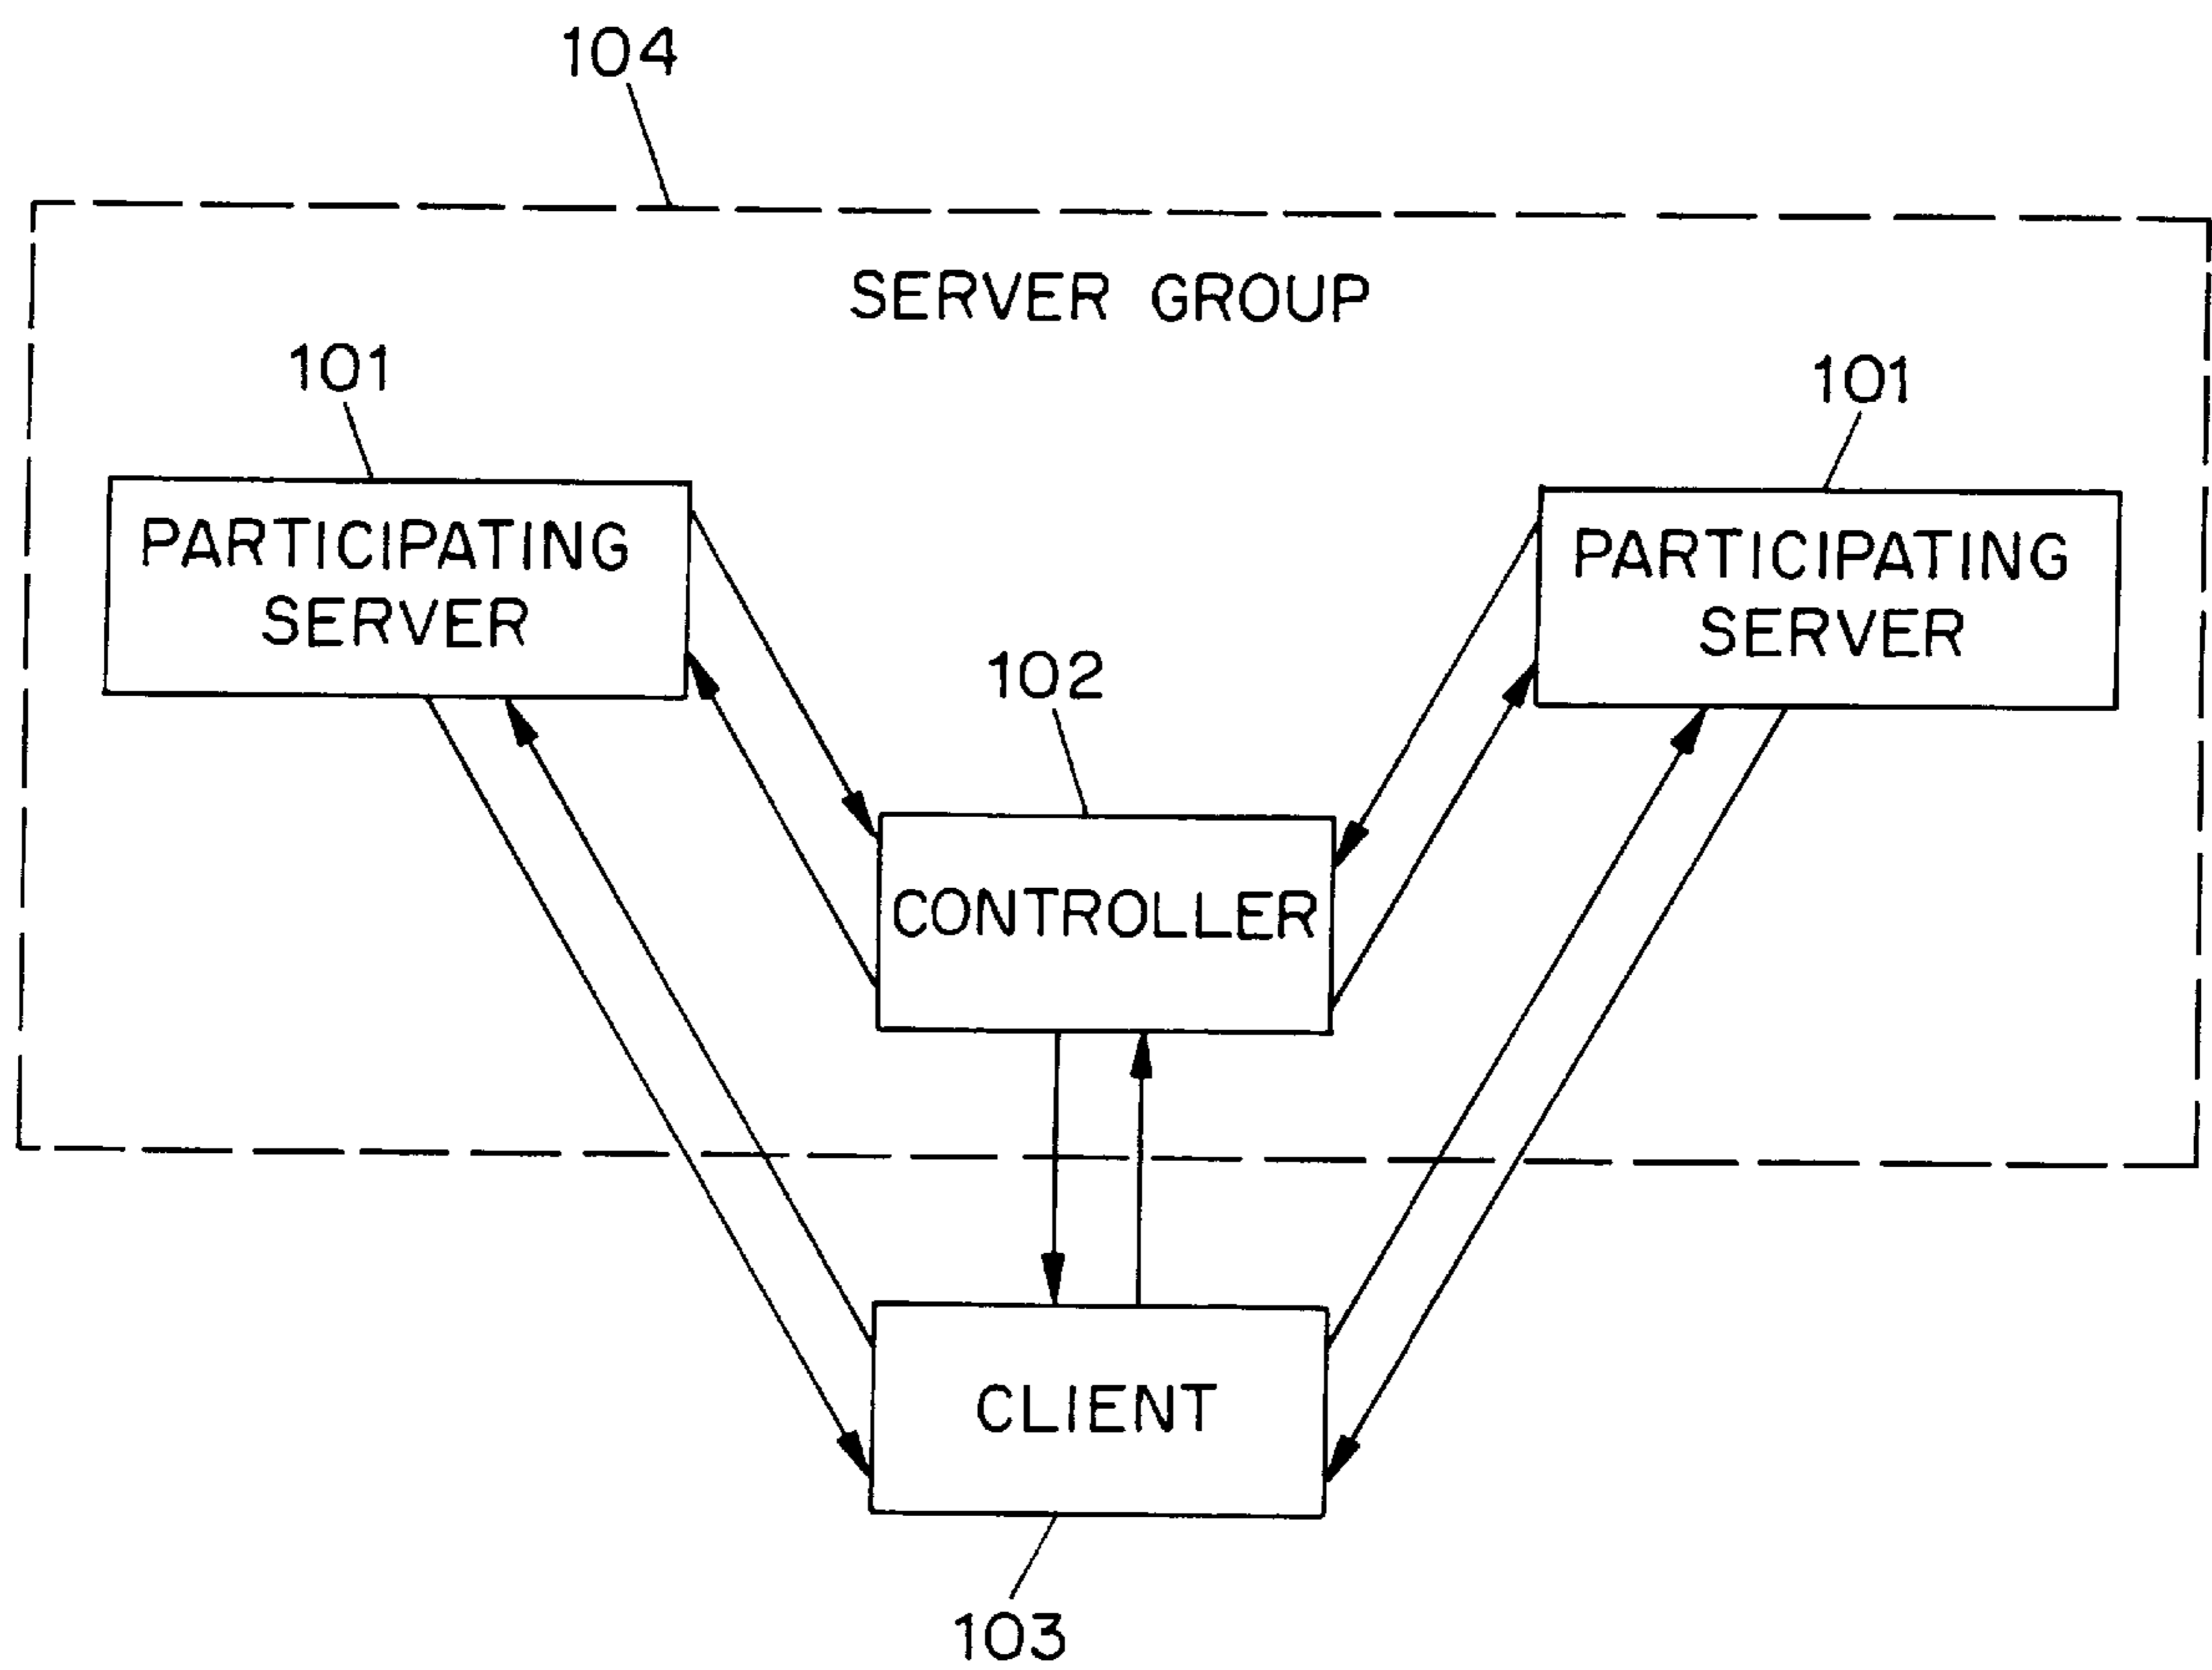 104
SERVER GROUP
101
101
PARTICIPATING
SERVER
PARTICIPATING
SERVER
102
CONTROLLER
CLIENT
103